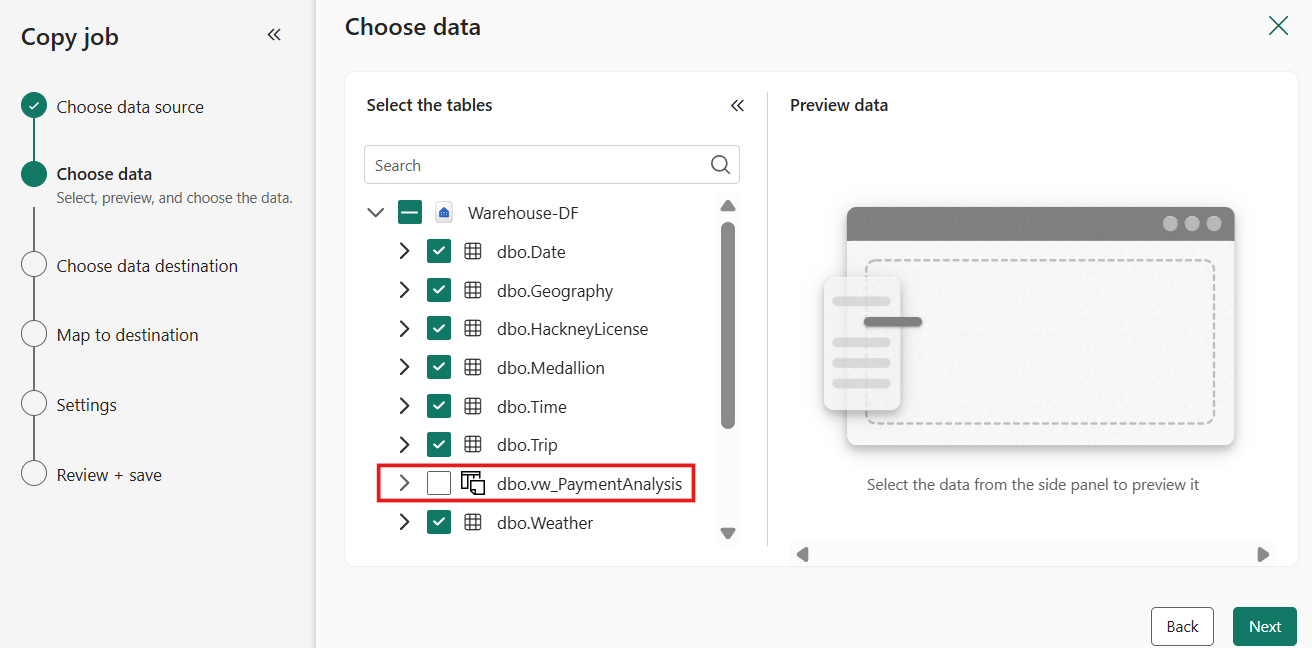 Copy job
Choose data source
Choose data
Select, preview, and choose the data.
Choose data destination
Map to destination
Settings
Review + save
Choose data
Select the tables
Search
Warehouse-DF
dbo.Date
dbo.Geography
dbo.HackneyLicense
dbo.Medallion
dbo.Time
dbo.Trip
dbo.vw_PaymentAnalysis
dbo.Weather
Preview data
Select the data from the side panel to preview it
Back
Next